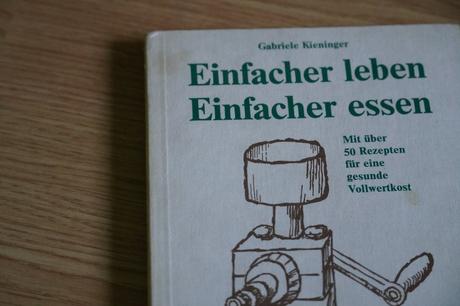 Gabriele Kieninger
Einfacher leben
Einfacher essen
Mit über
50 Rezepten
für eine
gesunde
Vollwertkost